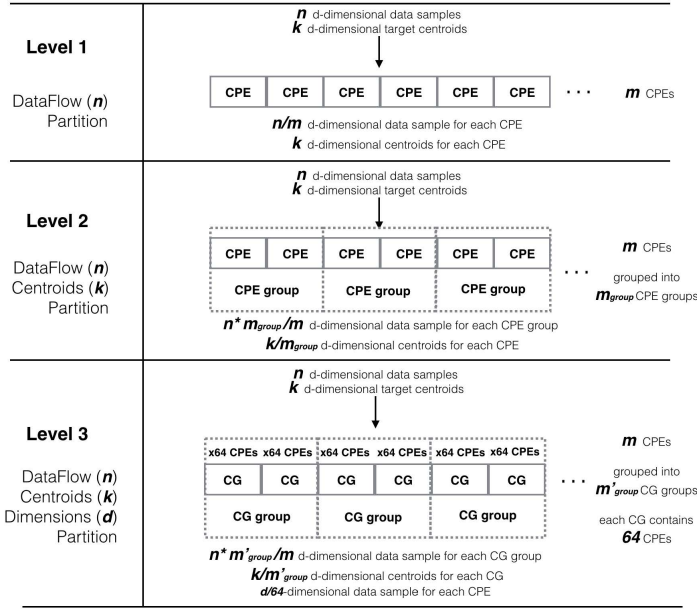 Level 1
DataFlow (n)
Partition
n d-dimensional data samples
k d-dimensional target centroids
CPE CPE CPE CPE CPE CPE ··· m CPEs
n/m d-dimensional data sample for each CPE
k d-dimensional centroids for each CPE
Level 2
DataFlow (n)
Centroids (k)
Partition
n d-dimensional data samples
k d-dimensional target centroids
CPE CPE CPE CPE CPE CPE
CPE group CPE group CPE group
···
m CPEs
grouped into
mgroup CPE groups
n* mgroup/m d-dimensional data sample for each CPE group
k/mgroup d-dimensional centroids for each CPE
Level 3
DataFlow (n)
Centroids (k)
Dimensions (d)
Partition
n d-dimensional data samples
k d-dimensional target centroids
x64 CPEs x64 CPEs x64 CPEs x64 CPEs x64 CPEs x64 CPEs
CG CG CG CG CG CG
CG group CG group CG group
···
m CPEs
grouped into
m'group CG groups
each CG contains
64 CPEs
n* m'group/m d-dimensional data sample for each CG group
k/m'group d-dimensional centroids for each CG
d/64-dimensional data sample for each CPE